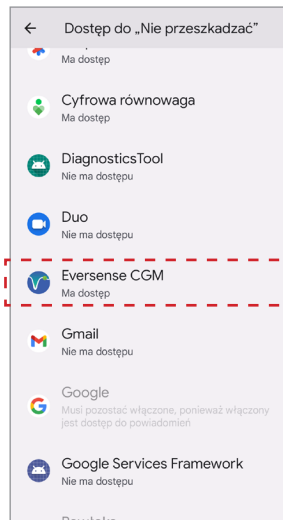 Dostęp do „Nie przeszkadzać”
Ma dostęp
Cyfrowa równowaga
Ma dostęp
DiagnosticsTool
Nie ma dostępu
Duo
Nie ma dostępu
Eversense CGM
Ma dostęp
Gmail
Nie ma dostępu
Google
Musi pozostać włączone, ponieważ włączony
jest dostęp do powiadomień
Google Services Framework
Nie ma dostępu